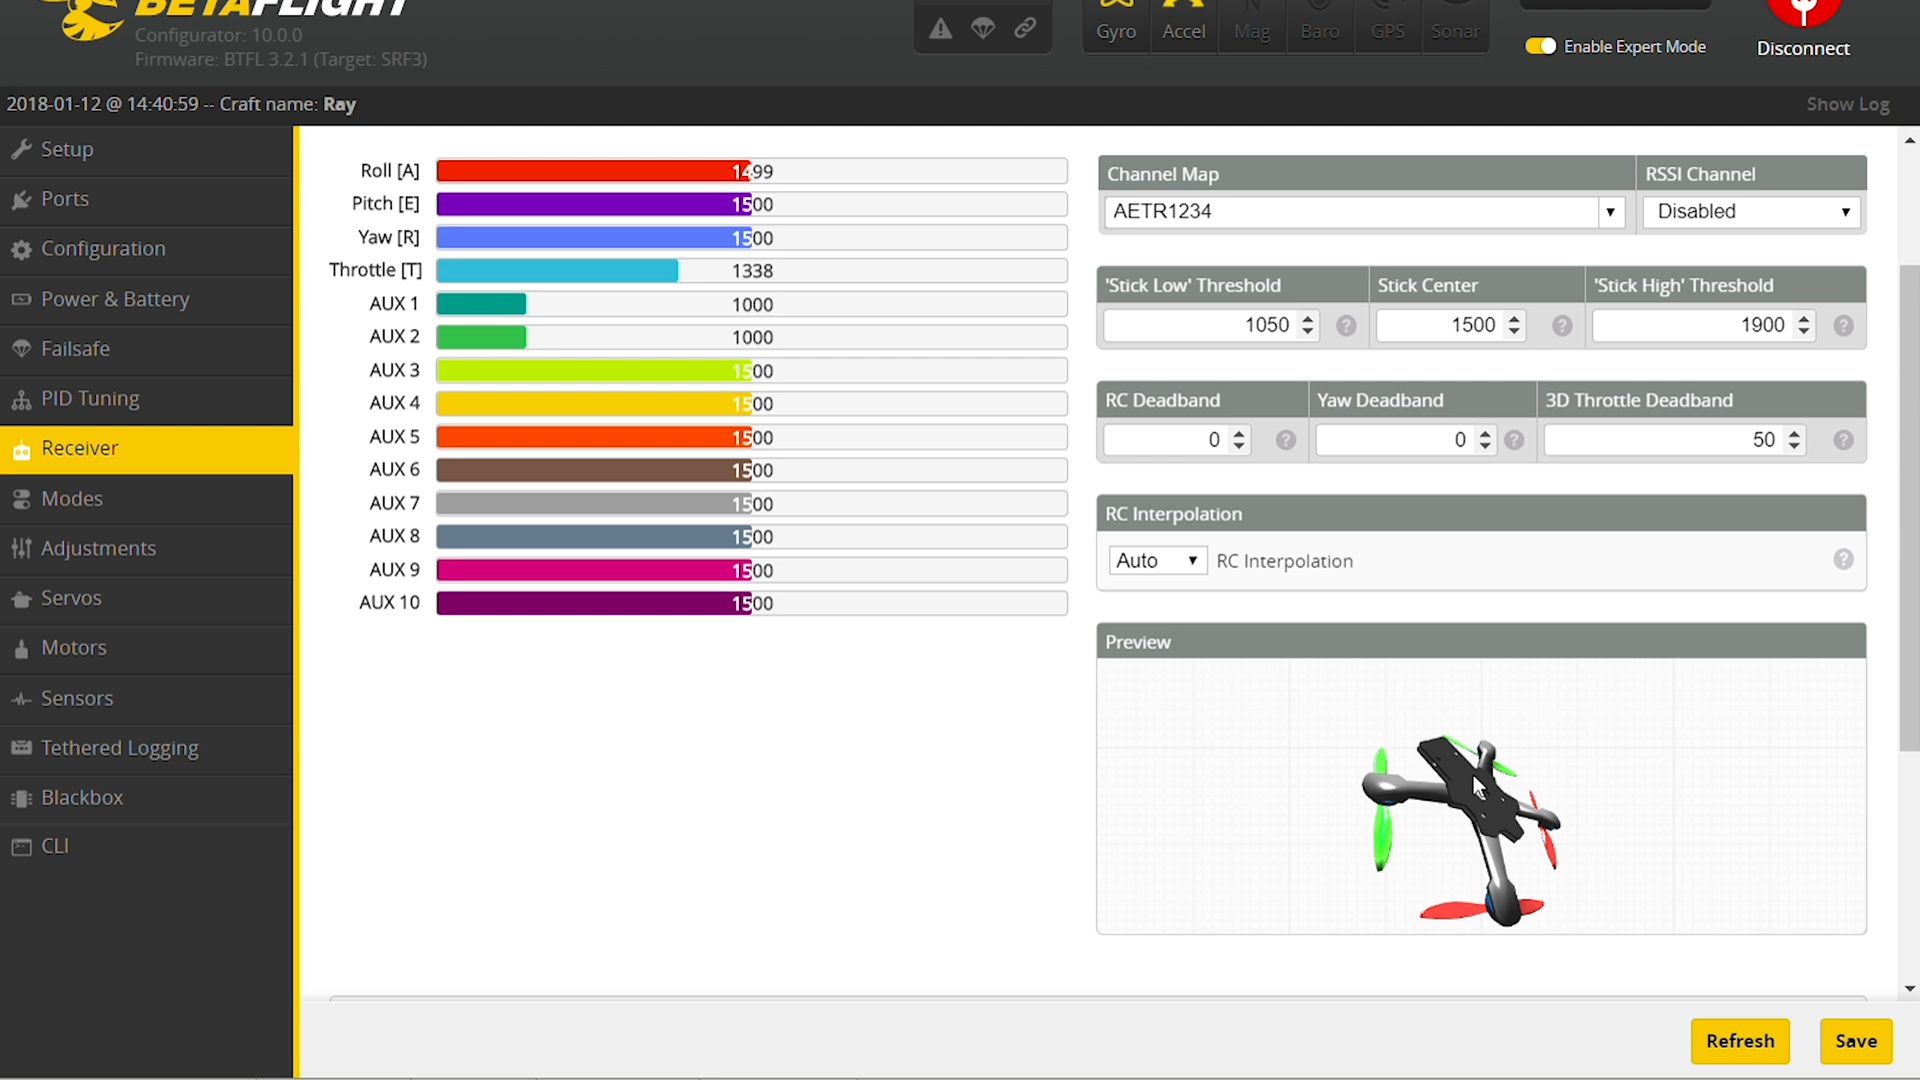 BETAFLIGHT
Configurator: 10.0.0
Firmware: BTFL 3.2.1 (Target: SRF3)
Gyro
Accel
Mag
Baro
GPS
Sonar
Enable Expert Mode
Disconnect
2018-01-12 @ 14:40:59 -- Craft name: Ray
Show Log
Setup
Ports
Configuration
Power & Battery
Failsafe
PID Tuning
Receiver
Modes
Adjustments
Servos
Motors
Sensors
Tethered Logging
Blackbox
CLI
Roll [A] 1499
Pitch [E] 1500
Yaw [R] 1500
Throttle [T] 1338
AUX 1 1000
AUX 2 1000
AUX 3 1500
AUX 4 1500
AUX 5 1500
AUX 6 1500
AUX 7 1500
AUX 8 1500
AUX 9 1500
AUX 10 1500
Channel Map
RSSI Channel
AETR1234
Disabled
'Stick Low' Threshold
Stick Center
'Stick High' Threshold
1050
1500
1900
RC Deadband
Yaw Deadband
3D Throttle Deadband
0
0
50
RC Interpolation
Auto RC Interpolation
Preview
Refresh
Save